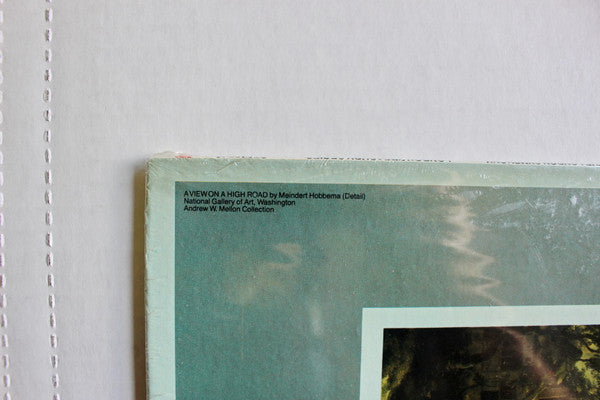 A VIEW ON A HIGH ROAD by Meindert Hobbema (Detail)
National Gallery of Art, Washington
Andrew W. Mellon Collection